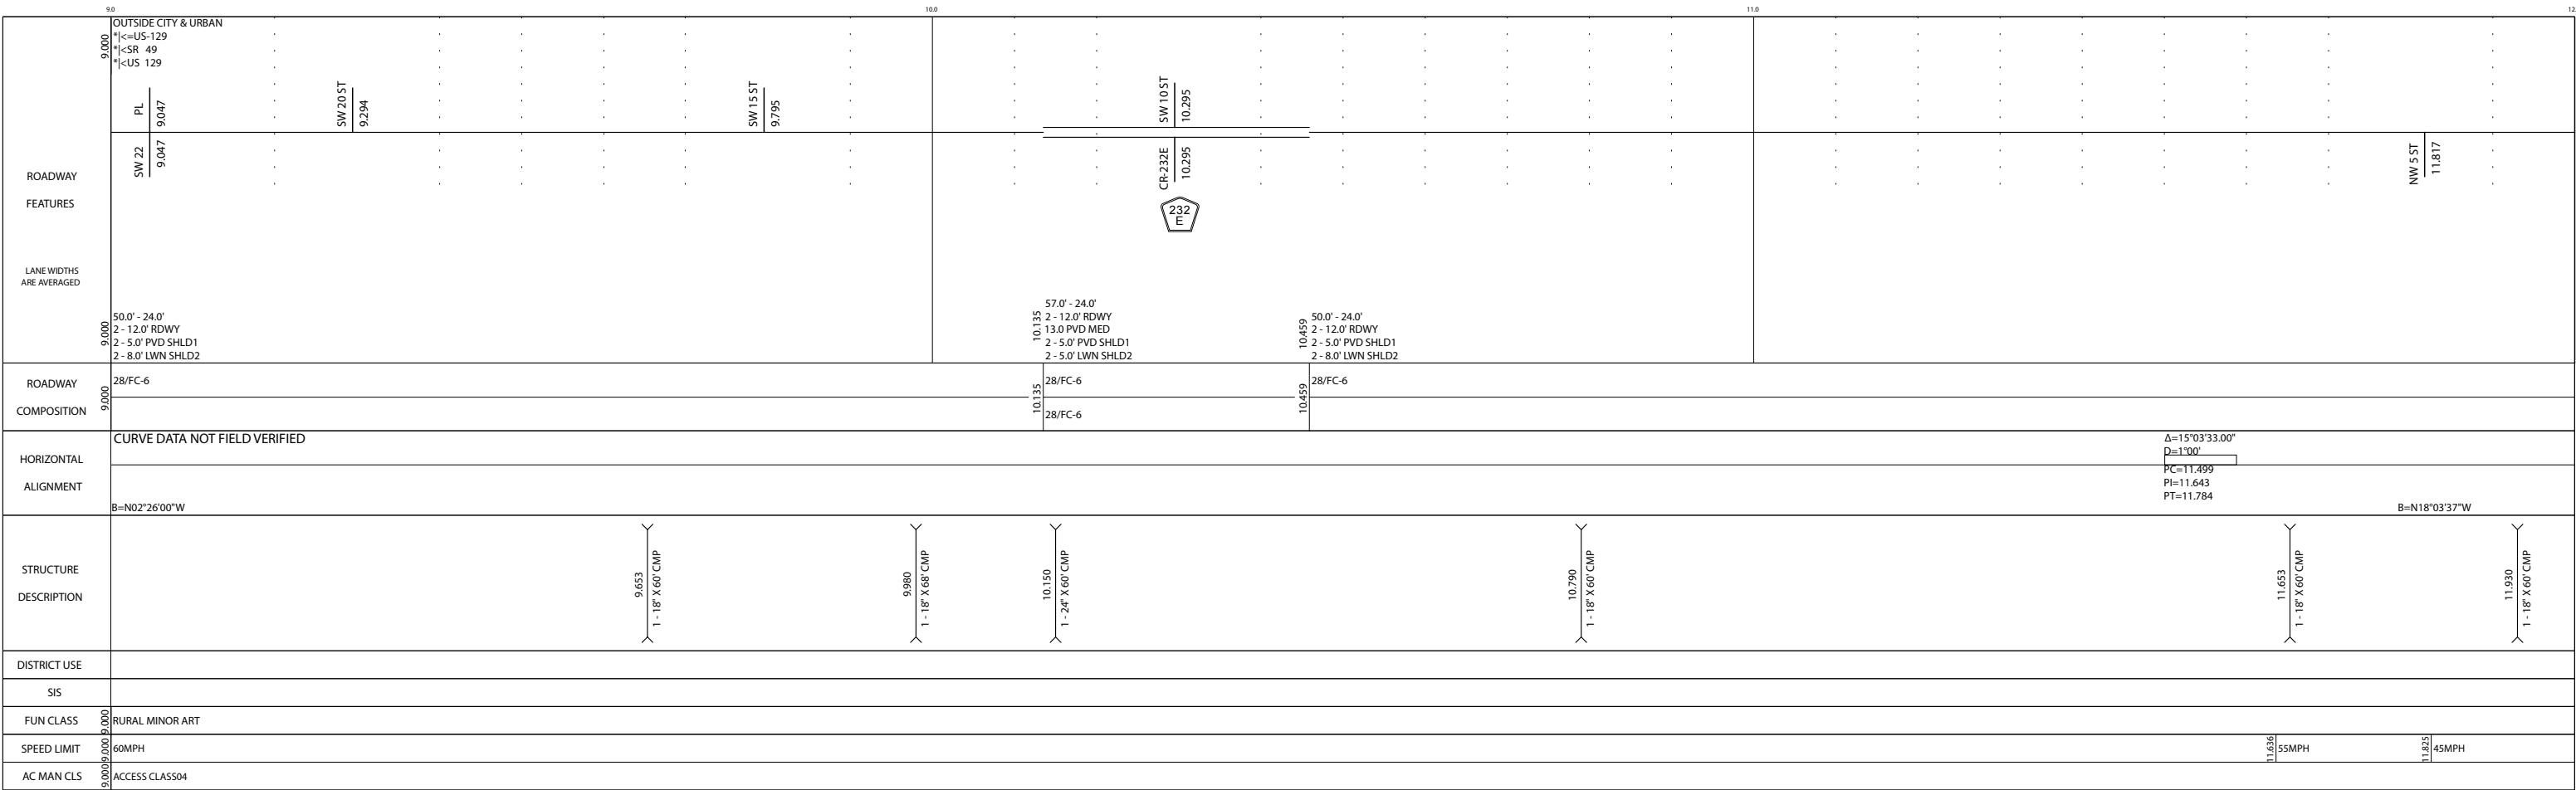 9.0
10.0
11.0
12.
OUTSIDE CITY & URBAN
9.000
*|<=US-129
*|<SR 49
*|<US 129
PL
9.047
SW 22
9.047
SW 20 ST
9.294
SW 15 ST
9.795
SW 10 ST
10.295
CR-232E
10.295
232
E
NW 5 ST
11.817
ROADWAY
FEATURES
LANE WIDTHS
ARE AVERAGED
9.000
50.0' - 24.0'
2 - 12.0' RDWY
2 - 5.0' PVD SHLD1
2 - 8.0' LWN SHLD2
10.135
57.0' - 24.0'
2 - 12.0' RDWY
13.0 PVD MED
2 - 5.0' PVD SHLD1
2 - 5.0' LWN SHLD2
10.459
50.0' - 24.0'
2 - 12.0' RDWY
2 - 5.0' PVD SHLD1
2 - 8.0' LWN SHLD2
ROADWAY
COMPOSITION
9.000
28/FC-6
10.135
28/FC-6
28/FC-6
10.459
28/FC-6
HORIZONTAL
ALIGNMENT
CURVE DATA NOT FIELD VERIFIED
B=N02°26'00"W
Δ=15°03'33.00"
D=1°00'
PC=11.499
PI=11.643
PT=11.784
B=N18°03'37"W
STRUCTURE
DESCRIPTION
9.653
1 - 18" X 60' CMP
9.980
1 - 18" X 68' CMP
10.150
1 - 24" X 60' CMP
10.790
1 - 18" X 60' CMP
11.653
1 - 18" X 60' CMP
11.930
1 - 18" X 60' CMP
DISTRICT USE
SIS
FUN CLASS
9.000
RURAL MINOR ART
SPEED LIMIT
9.000
60MPH
11.636
55MPH
11.825
45MPH
AC MAN CLS
9.000
ACCESS CLASS04